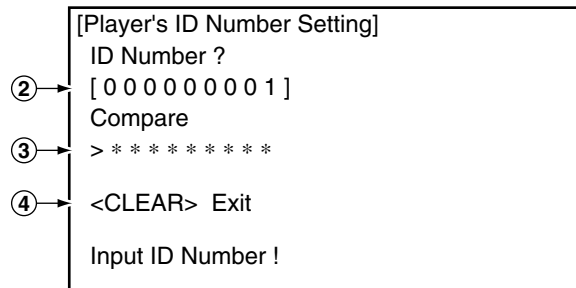 [Player's ID Number Setting]
ID Number ?
② [ 0 0 0 0 0 0 0 0 1 ]
Compare
③ > * * * * * * * * *
④ <CLEAR> Exit
Input ID Number !